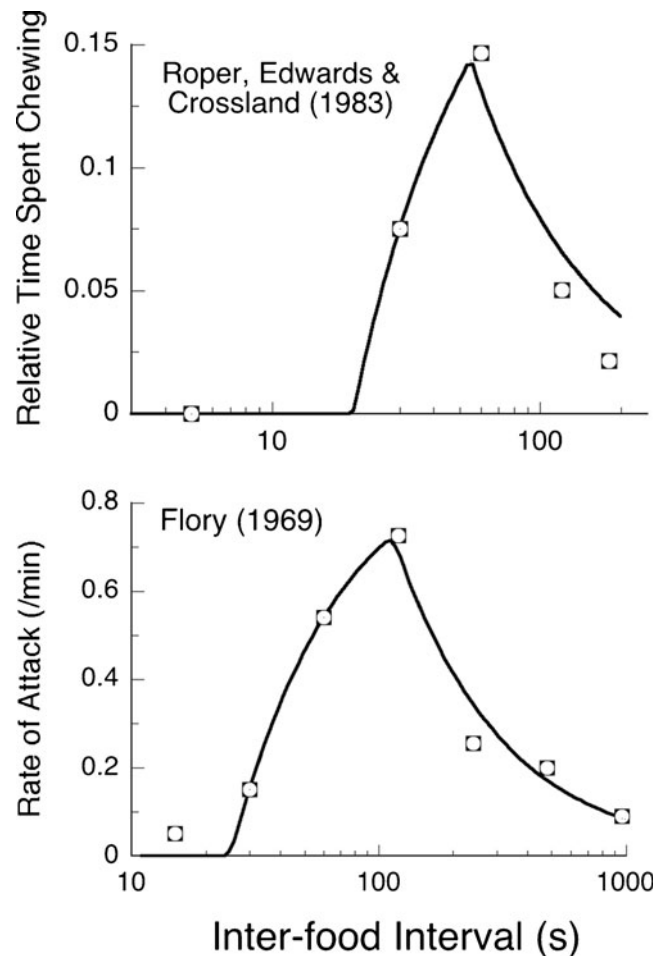 Relative Time Spent Chewing
0.15
0.1
0.05
0
Roper, Edwards &
Crossland (1983)
10
100
Rate of Attack (/min)
0.8
0.6
0.4
0.2
0
Flory (1969)
10
100
1000
Inter-food Interval (s)